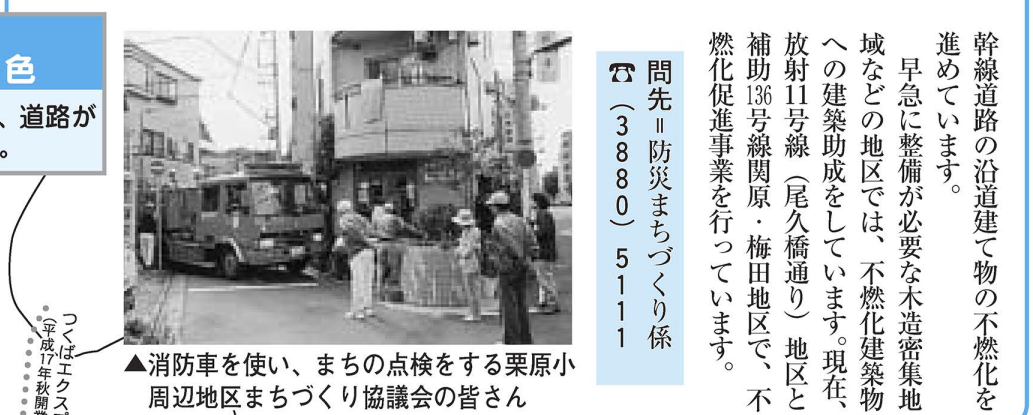 幹線道路の沿道建て物の不燃化を
進めています。
早急に整備が必要な木造密集地
域などの地区では、不燃化建築物
への建築助成をしています。現在、
放射11号線（尾久橋通り）地区と
補助136号線関原・梅田地区で、不
燃化促進事業を行っています。
問先＝防災まちづくり係
☎（3880）5111
▲消防車を使い、まちの点検をする栗原小
周辺地区まちづくり協議会の皆さん
色
、道路が
。
つくばエクスプ
（平成17年秋開業